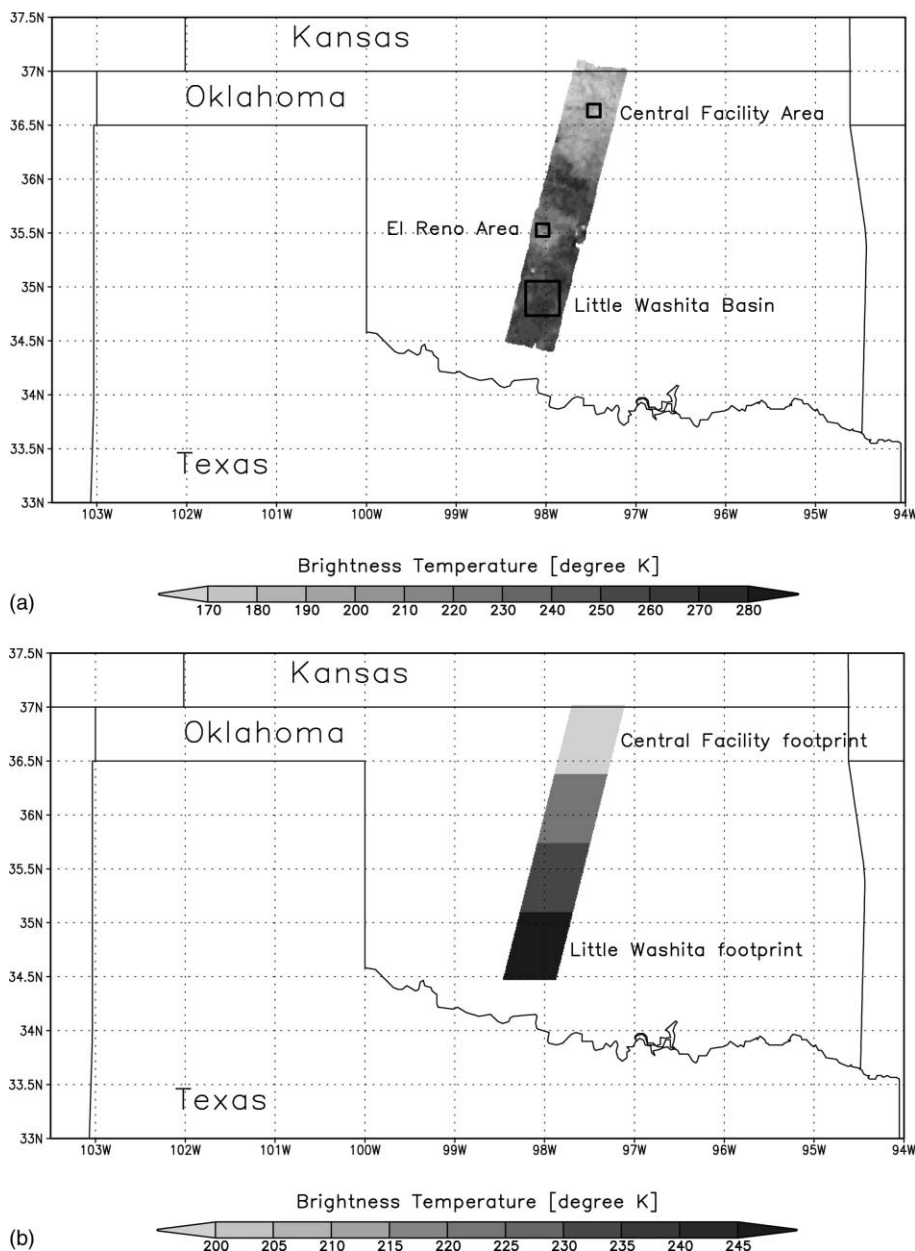 37.5N
Kansas
37N
Oklahoma
36.5N
Central Facility Area
36N
35.5N
El Reno Area
35N
Little Washita Basin
34.5N
34N
33.5N
Texas
33N
103W 102W 101W 100W 99W 98W 97W 96W 95W 94W
Brightness Temperature [degree K]
(a)
170 180 190 200 210 220 230 240 250 260 270 280
37.5N
Kansas
37N
Oklahoma
Central Facility footprint
36.5N
36N
35.5N
35N
Little Washita footprint
34.5N
34N
33.5N
Texas
33N
103W 102W 101W 100W 99W 98W 97W 96W 95W 94W
Brightness Temperature [degree K]
(b)
200 205 210 215 220 225 230 235 240 245